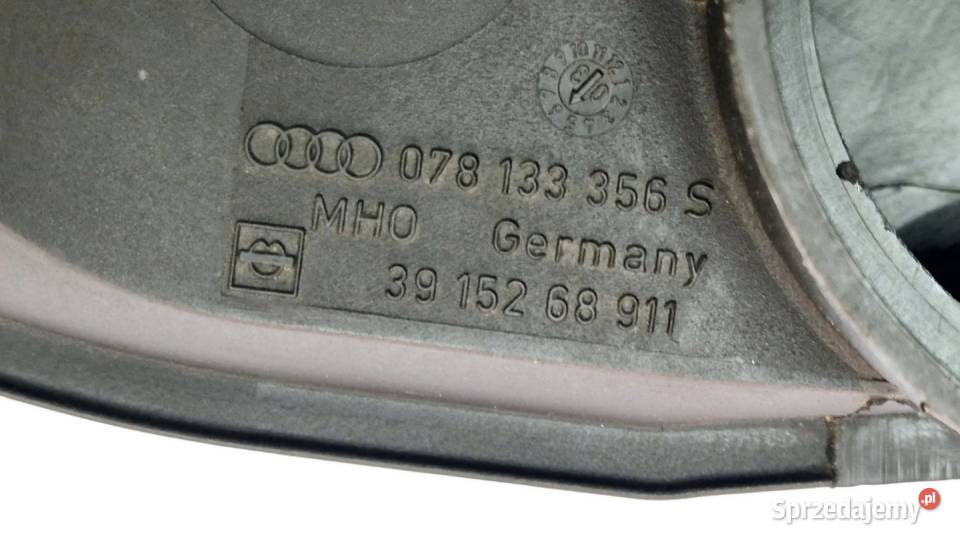 078 133 356 S
MHO Germany
39 152 68 911
Sprzedajemy.pl